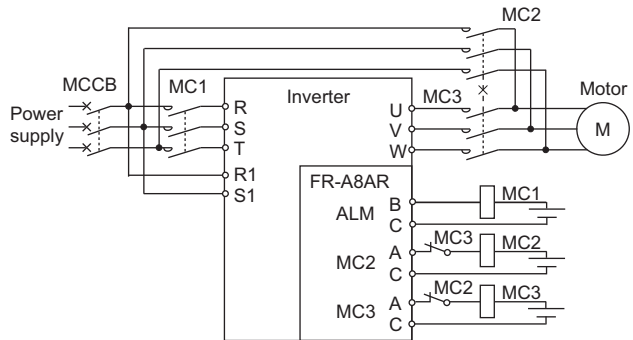 MC2
MCCB
MC1
Inverter
MC3
Motor
Power
supply
R
S
T
R1
S1
U
V
W
M
FR-A8AR
ALM
B
C
MC1
MC2
A
C
MC3
MC2
MC3
A
C
MC2
MC3